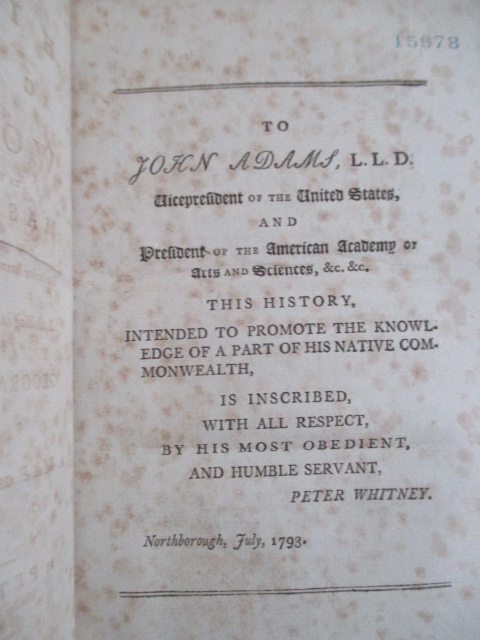 15678
TO
JOHN ADAMS, L. L. D.
Vicepresident OF THE United States,
AND
President OF THE American Academy OF
Arts AND Sciences, &c. &c.
THIS HISTORY,
INTENDED TO PROMOTE THE KNOWL-
EDGE OF A PART OF HIS NATIVE COM-
MONWEALTH,
IS INSCRIBED,
WITH ALL RESPECT,
BY HIS MOST OBEDIENT,
AND HUMBLE SERVANT,
PETER WHITNEY.
Northborough, July, 1793.